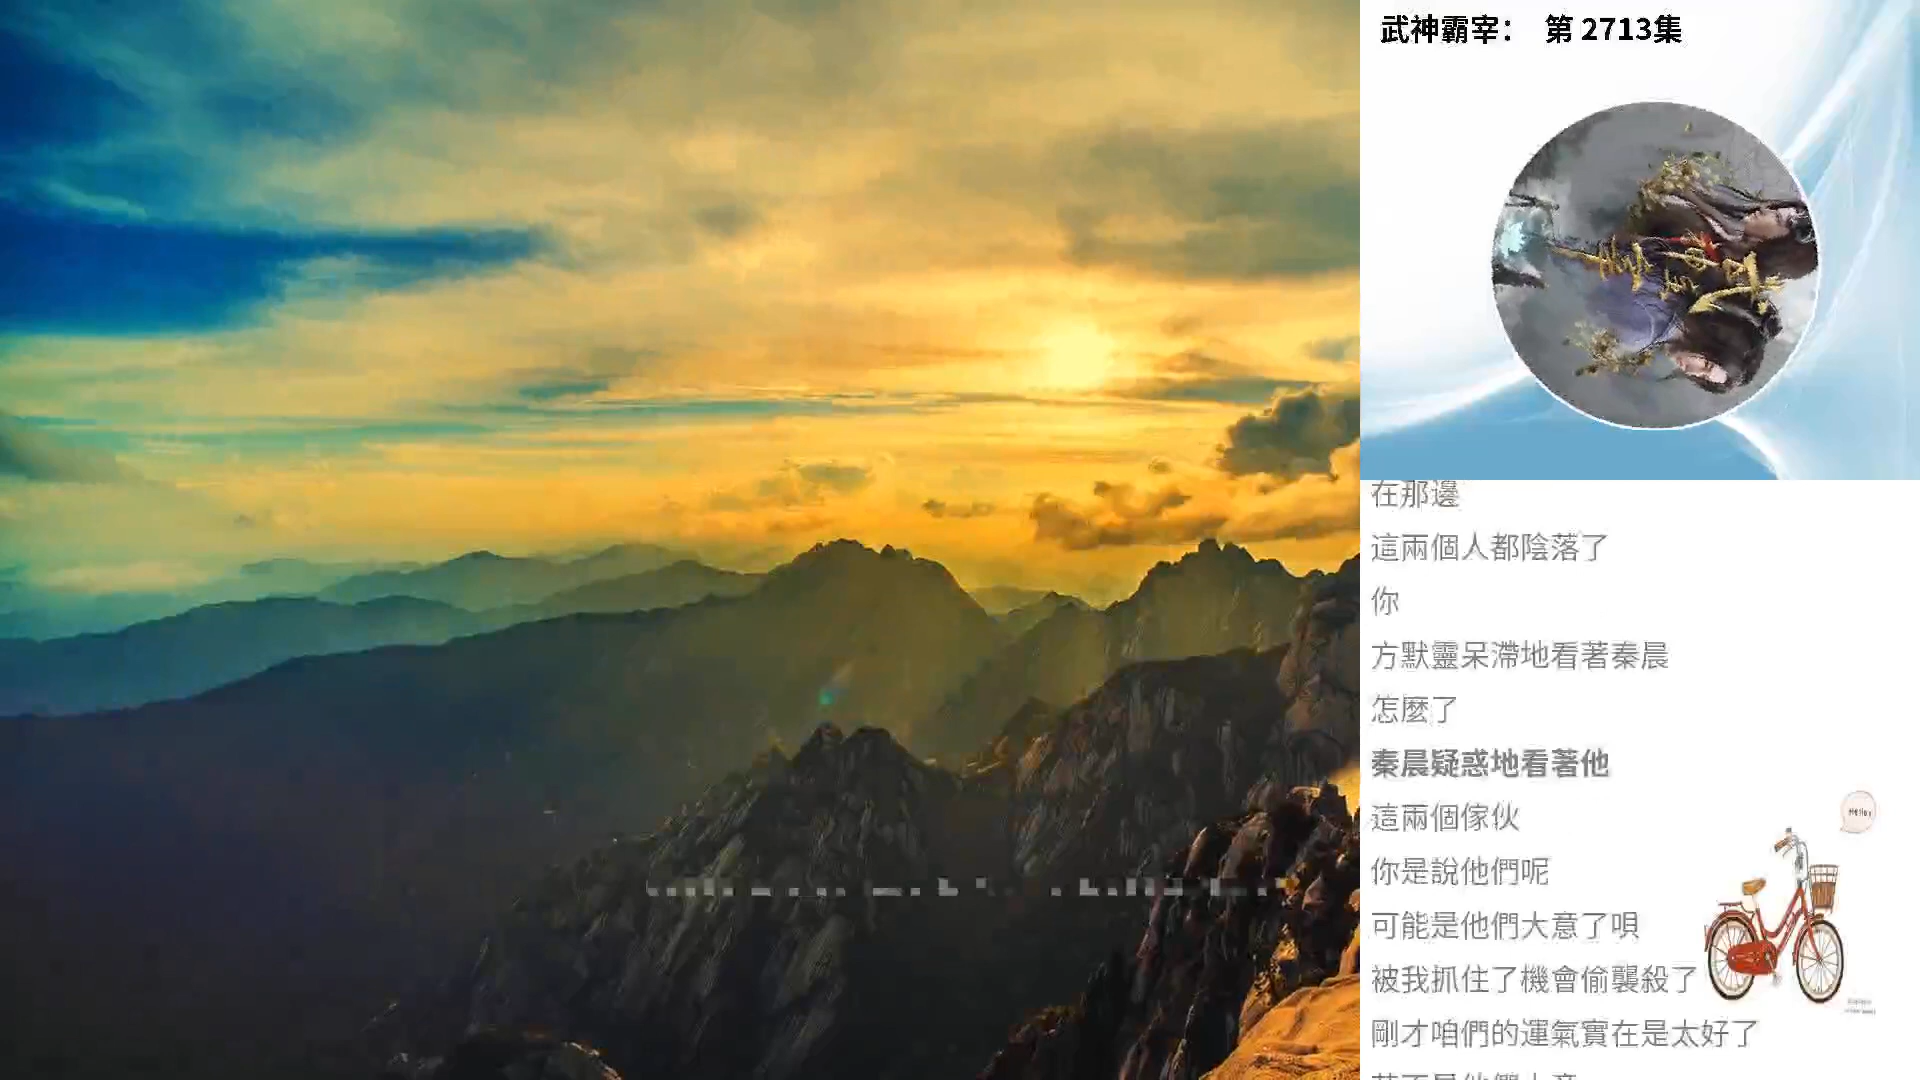 武神霸宰： 第 2713集
在那邊
這兩個人都陰落了
你
方默靈呆滯地看著秦晨
怎麼了
秦晨疑惑地看著他
這兩個傢伙
你是說他們呢
可能是他們大意了唄
被我抓住了機會偷襲殺了
剛才咱們的運氣實在是太好了
Hello!